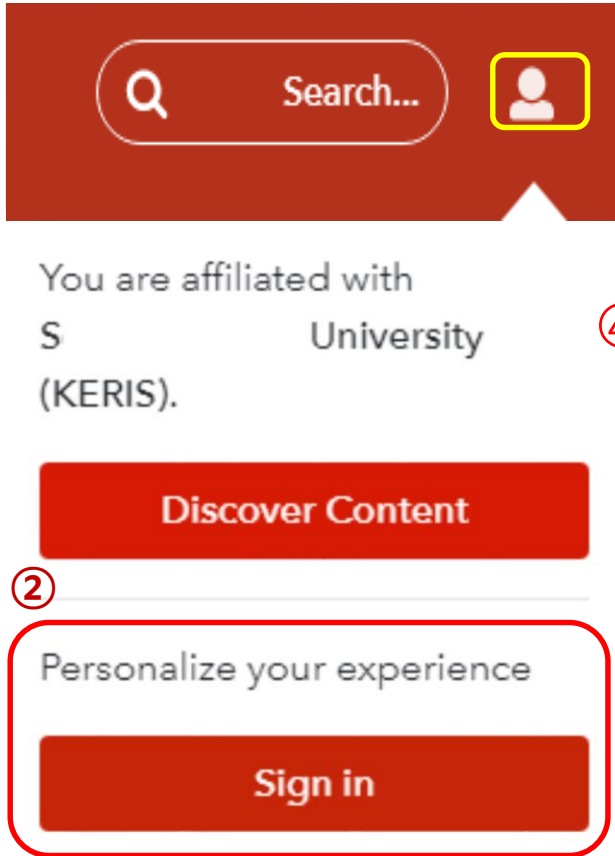 Search...
You are affiliated with
S University
(KERIS).
Discover Content
②
Personalize your experience
Sign in